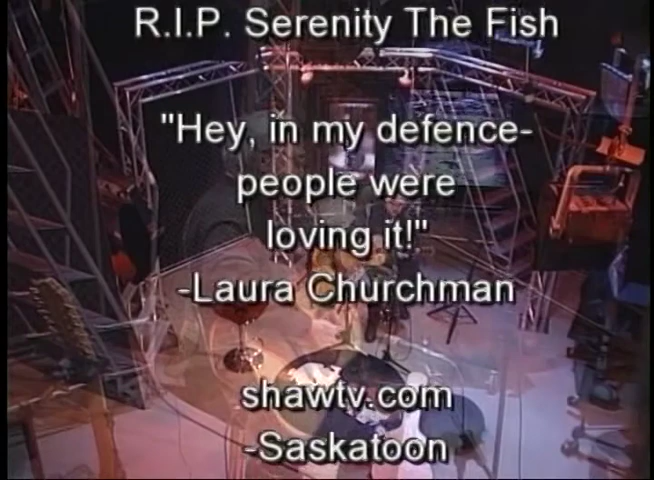 R.I.P. Serenity The Fish
"Hey, in my defence-
people were
loving it!"
-Laura Churchman
shawtv.com
-Saskatoon